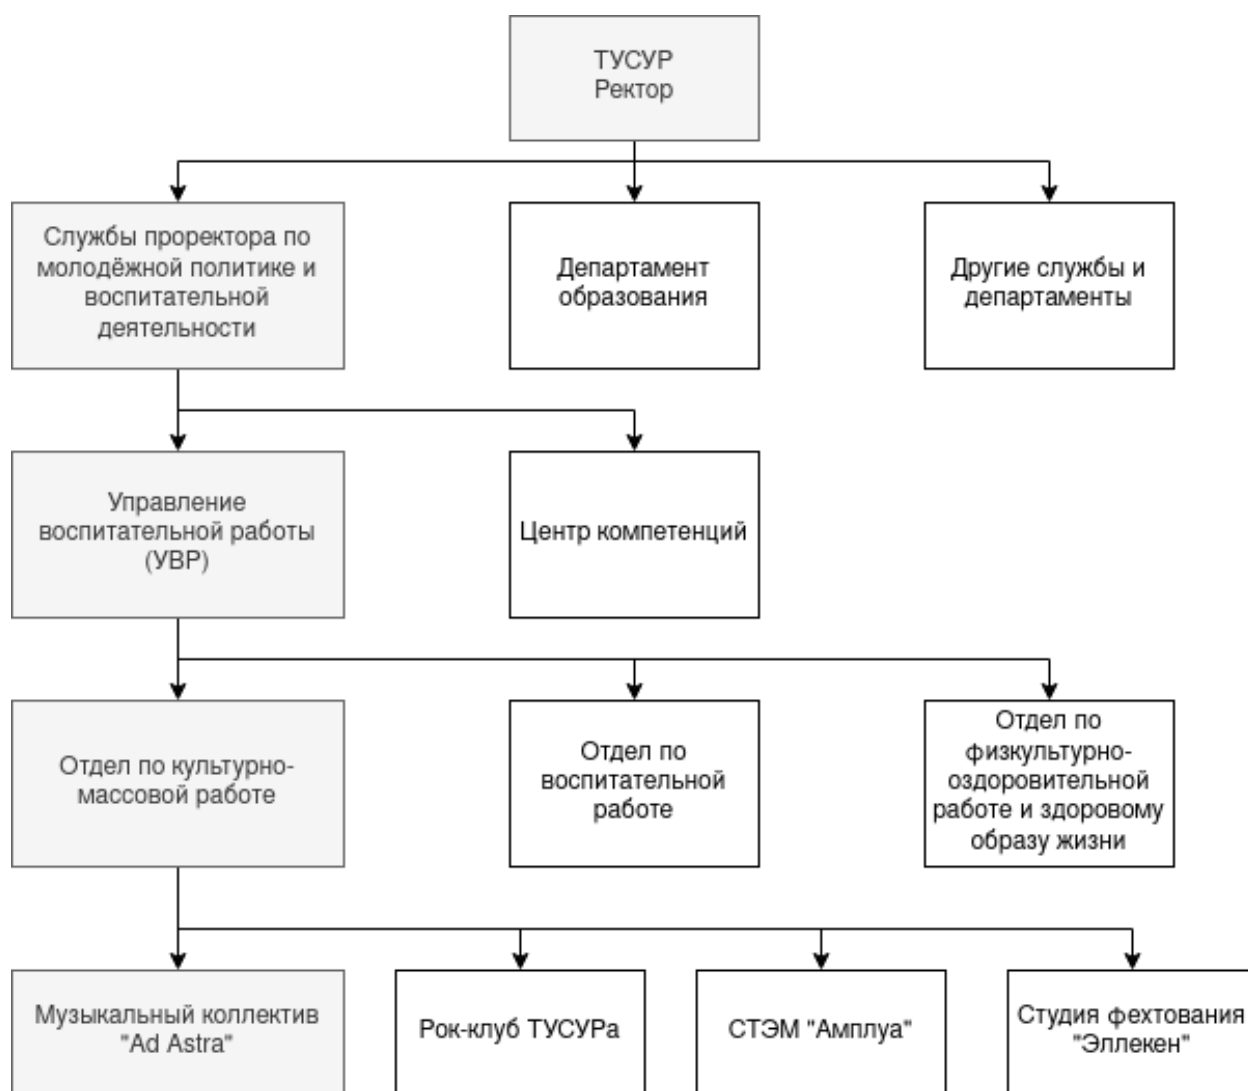 ТУСУР
Ректор
Службы проректора по
молодёжной политике и
воспитательной
деятельности
Департамент
образования
Другие службы и
департаменты
Управление
воспитательной работы
(УВР)
Центр компетенций
Отдел по культурно-
массовой работе
Отдел по
воспитательной
работе
Отдел по
физкультурно-
оздоровительной
работе и здоровому
образу жизни
Музыкальный коллектив
"Ad Astra"
Рок-клуб ТУСУРа
СТЭМ "Амплуа"
Студия фехтования
"Эллекен"